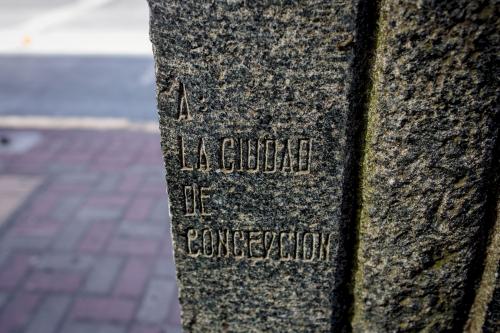 A
LA CIUDAD
DE
CONCEPCION